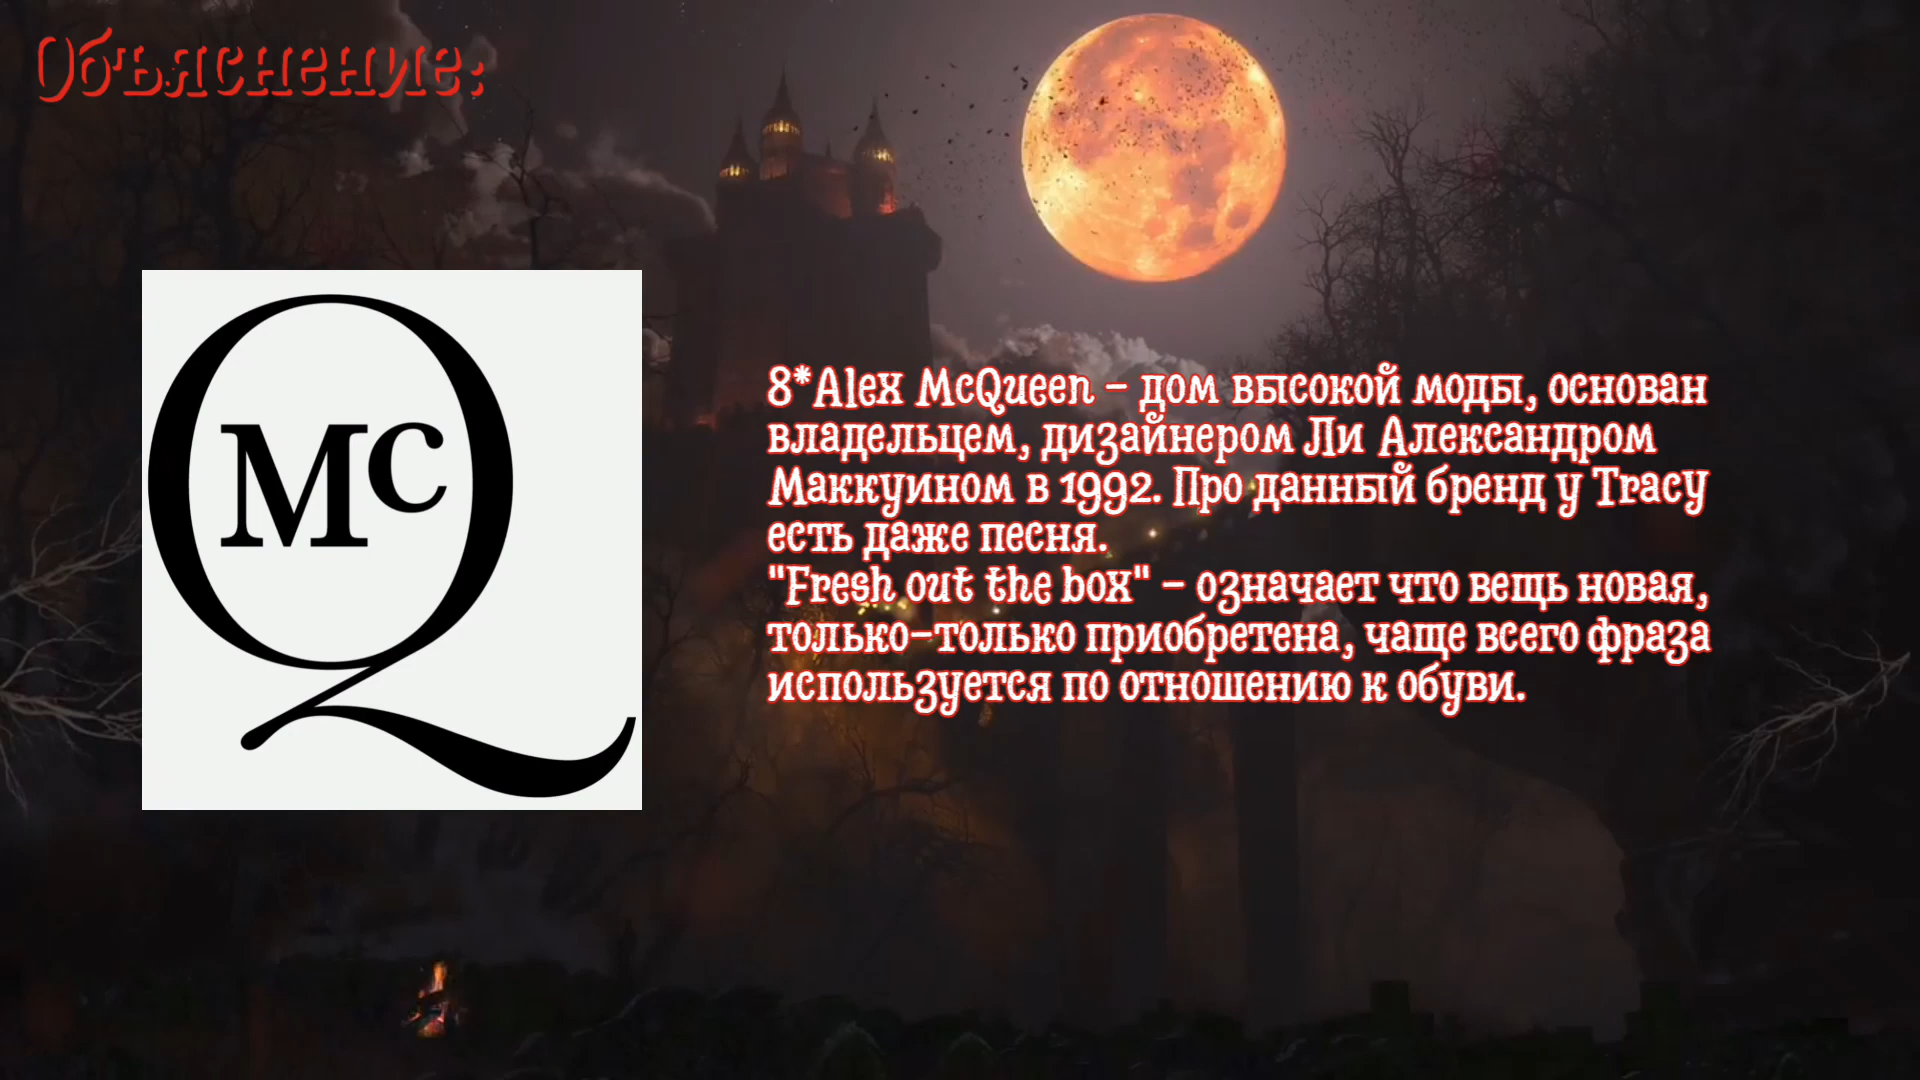 Объяснение:
McQ
8*Alex McQueen - дом высокой моды, основан
владельцем, дизайнером Ли Александром
Маккуином в 1992. Про данный бренд у Tracy
есть даже песня.
"Fresh out the box" - означает что вещь новая,
только-только приобретена, чаще всего фраза
используется по отношению к обуви.